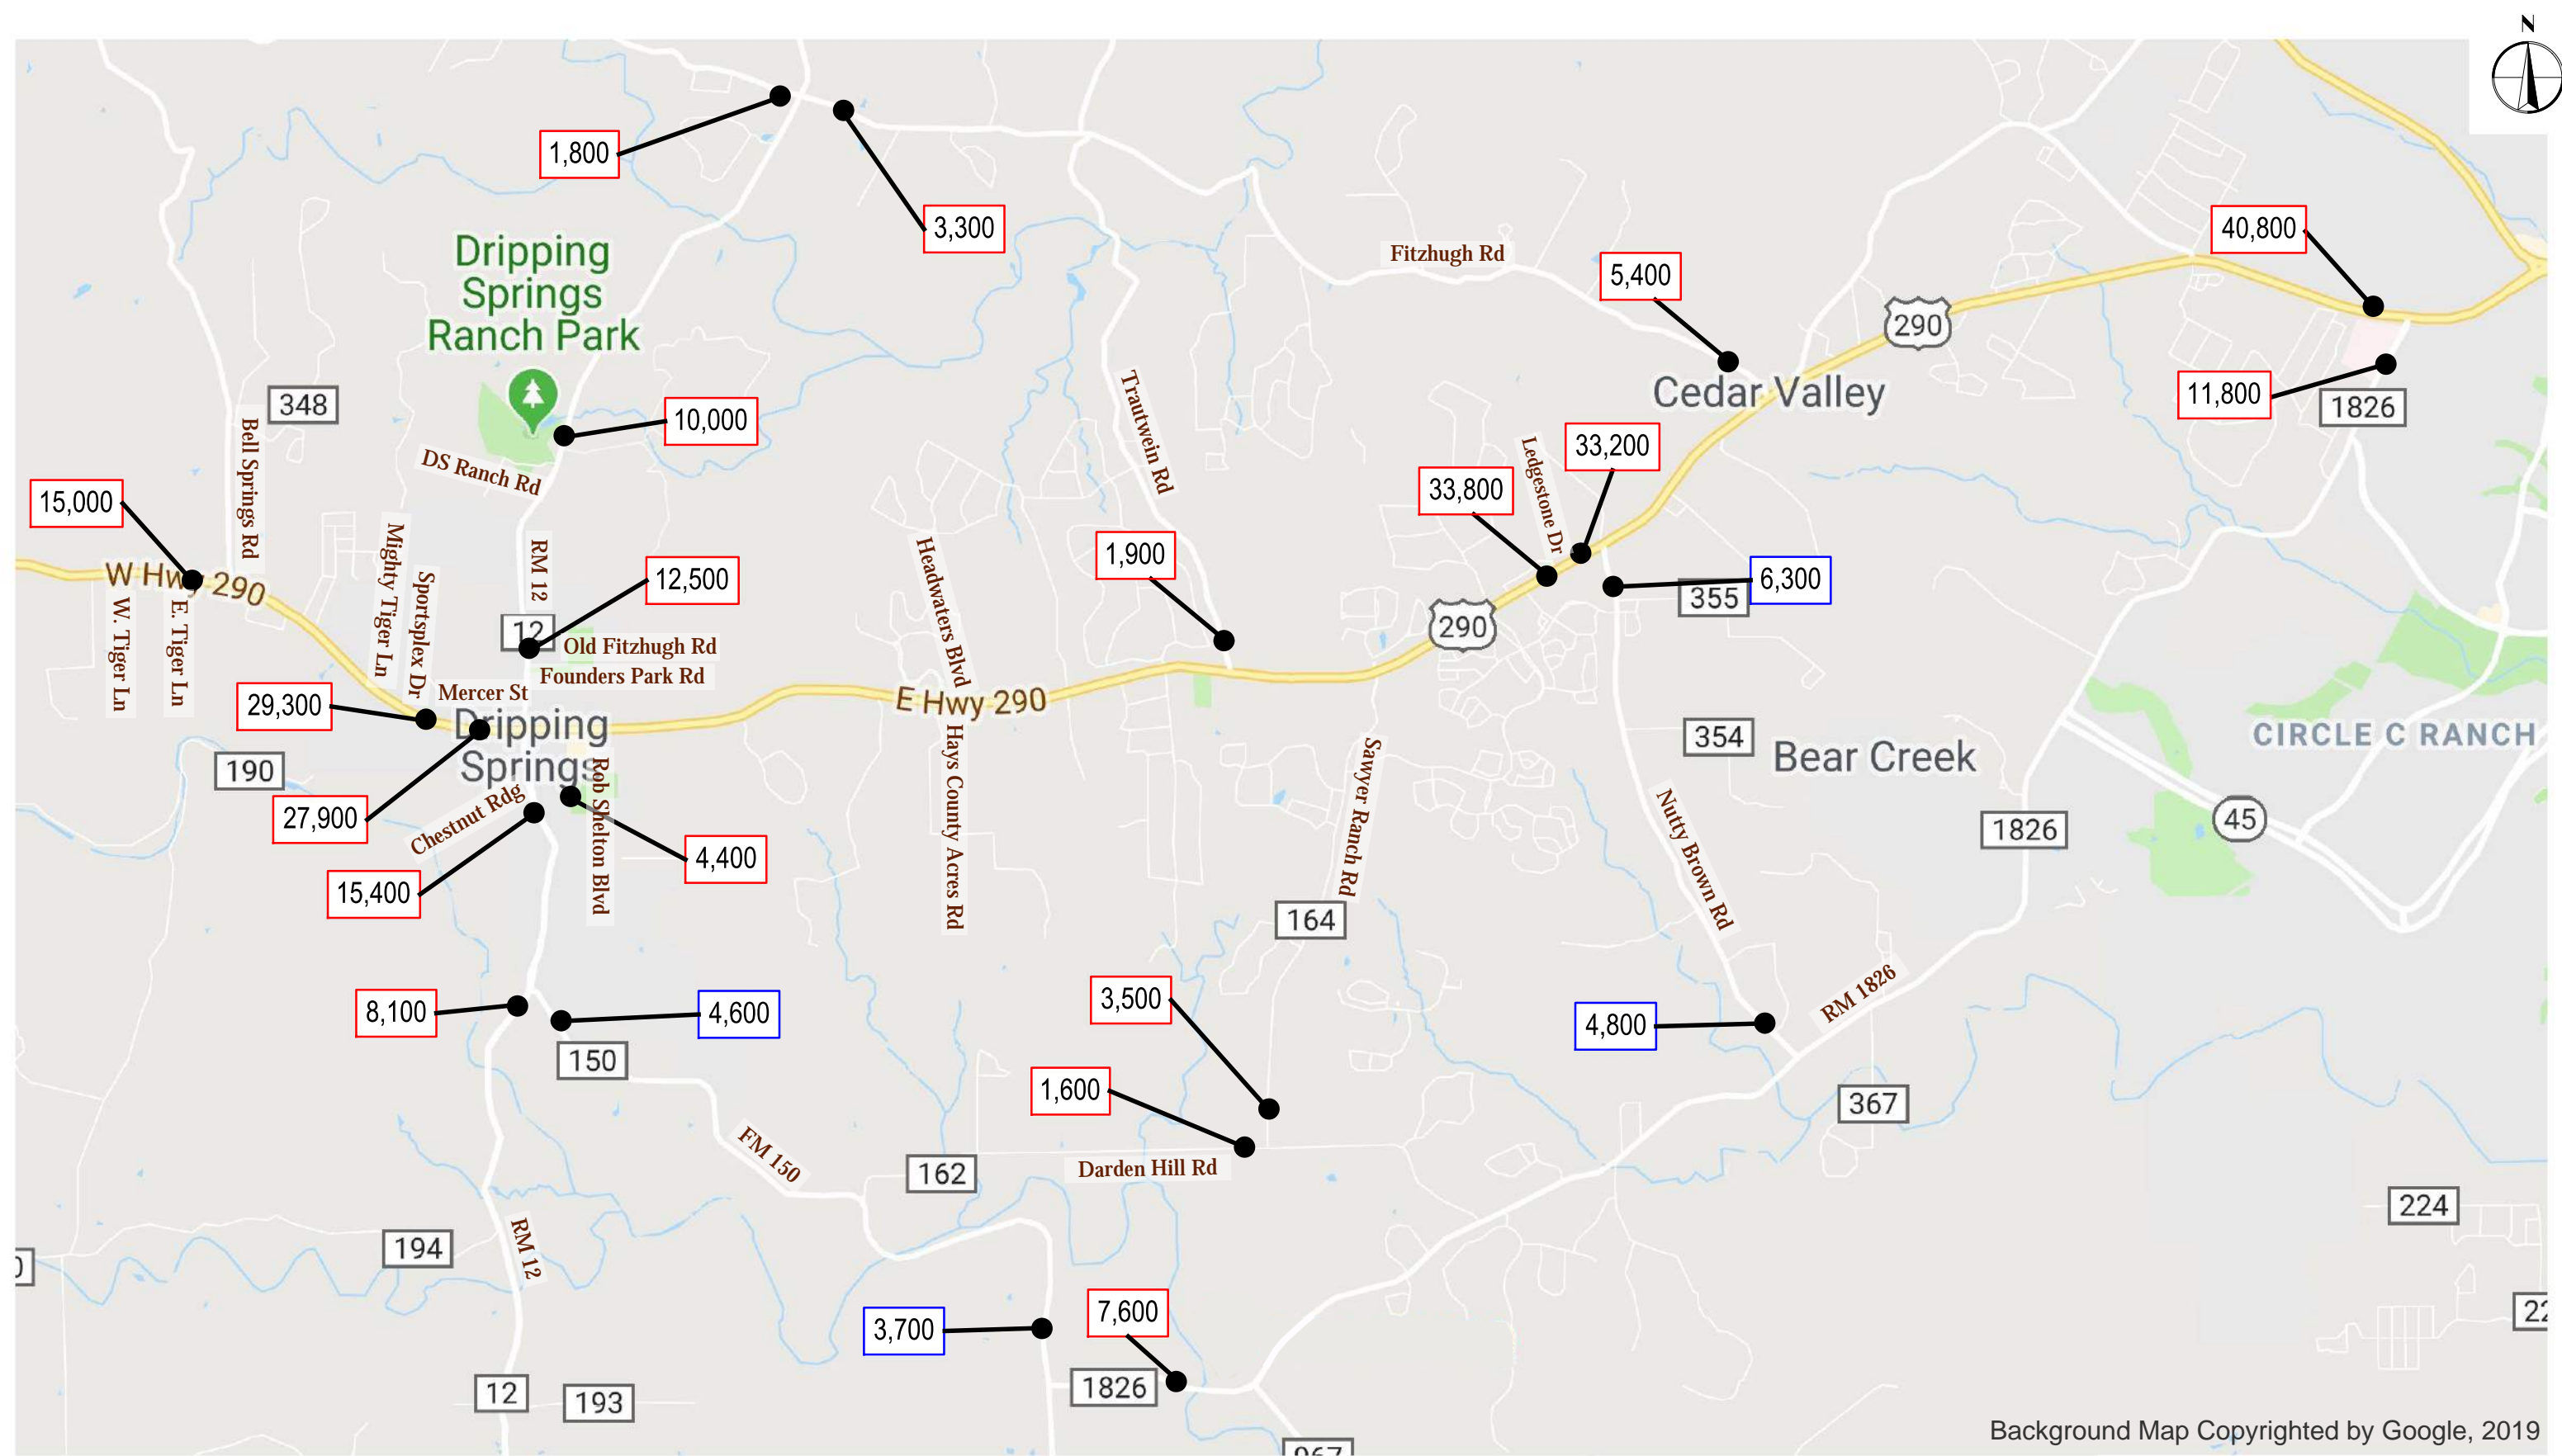 N
1,800
3,300
Dripping
Springs
Ranch Park
Fitzhugh Rd
5,400
40,800
290
11,800
1826
Cedar Valley
348
10,000
Bell Springs Rd
DS Ranch Rd
Trautwein Rd
15,000
33,800
Ledgestone Dr
33,200
W Hwy 290
W. Tiger Ln
E. Tiger Ln
Mighty Tiger Ln
Sportsplex Dr
RM 12
12,500
12
Old Fitzhugh Rd
Founders Park Rd
Headwaters Blvd
1,900
290
355
6,300
29,300
Mercer St
Dripping
Springs
E Hwy 290
Hays County Acres Rd
190
27,900
Chestnut Rdg
Rob Shelton Blvd
15,400
4,400
Sawyer Ranch Rd
354
Bear Creek
CIRCLE C RANCH
Nutty Brown Rd
1826
45
164
8,100
4,600
150
3,500
4,800
RM 1826
1,600
367
FM 150
162
Darden Hill Rd
224
RM 12
194
3,700
7,600
22
12
193
1826
967
Background Map Copyrighted by Google, 2019